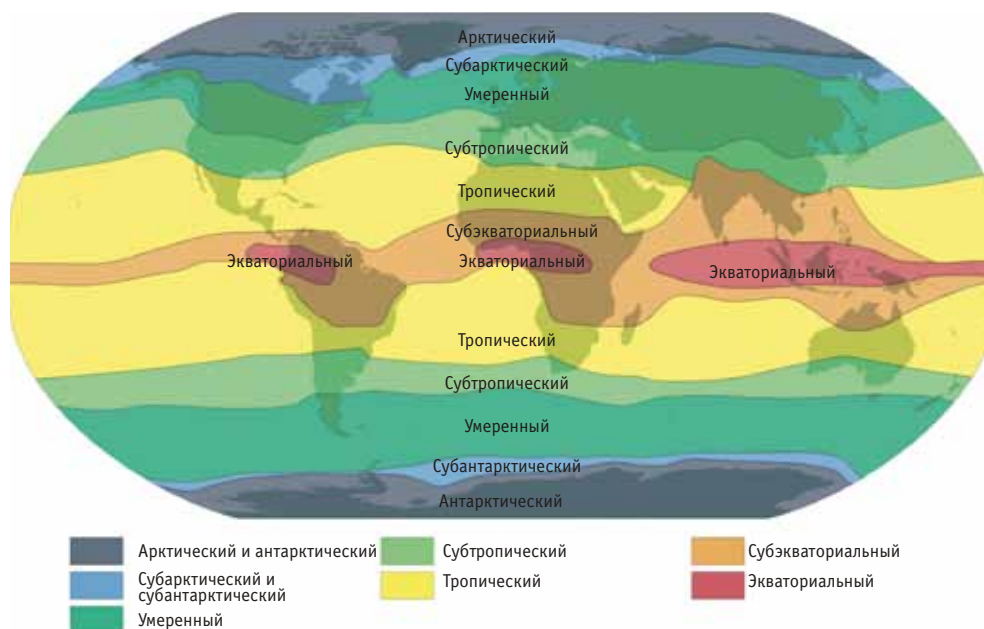 Арктический
Субарктический
Умеренный
Субтропический
Тропический
Субэкваториальный
Экваториальный
Экваториальный
Экваториальный
Тропический
Субтропический
Умеренный
Субантарктический
Антарктический
Арктический и антарктический
Субарктический и
субантарктический
Умеренный
Субтропический
Тропический
Субэкваториальный
Экваториальный